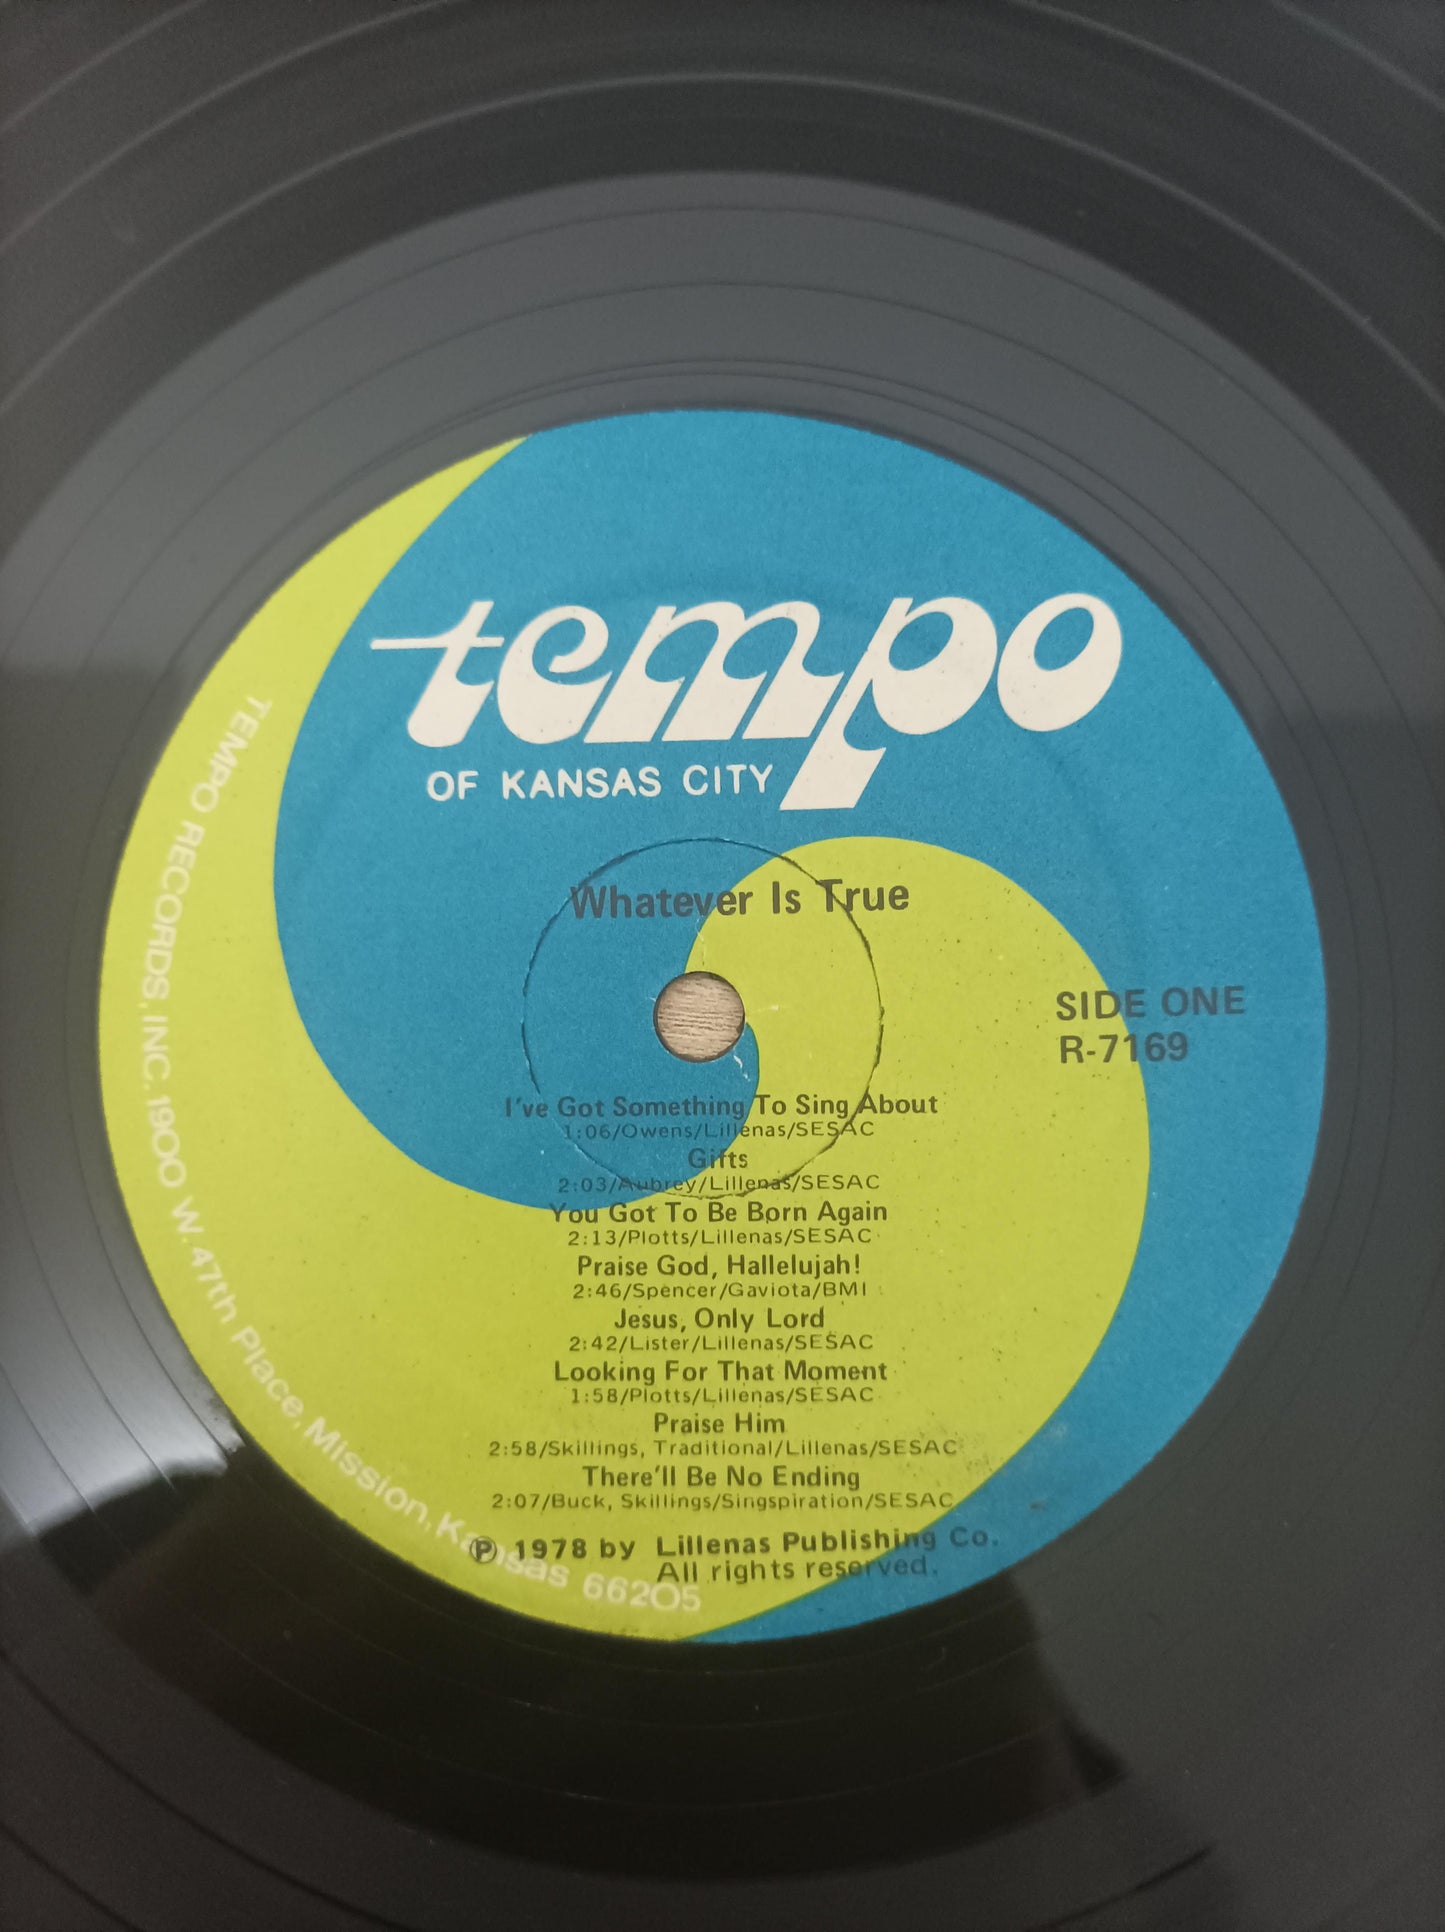 tempo
OF KANSAS CITY
Whatever Is True
SIDE ONE
R-7169
I've Got Something To Sing About
1:06/Owens/Lillenas/SESAC
Gifts
2:03/Aubrey/Lillenas/SESAC
You Got To Be Born Again
2:13/Plotts/Lillenas/SESAC
Praise God, Hallelujah!
2:46/Spencer/Gaviota/BMI
Jesus, Only Lord
2:42/Lister/Lillenas/SESAC
Looking For That Moment
1:58/Plotts/Lillenas/SESAC
Praise Him
2:58/Skillings, Traditional/Lillenas/SESAC
There'll Be No Ending
2:07/Buck, Skillings/Singspiration/SESAC
℗ 1978 by Lillenas Publishing Co.
All rights reserved.
TEMPO RECORDS, INC. 1900 W. 47th Place, Mission, Kansas 66205